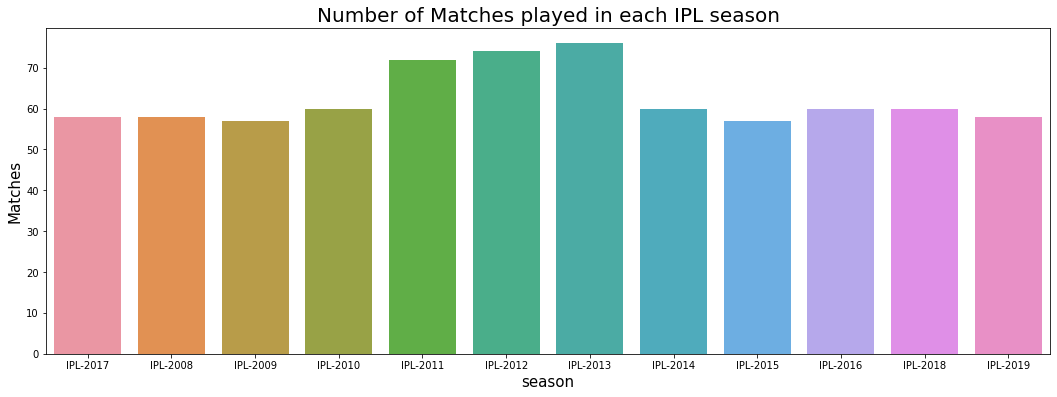 Number of Matches played in each IPL season
Matches
70
60
50
40
30
20
10
0
IPL-2017 IPL-2008 IPL-2009 IPL-2010 IPL-2011 IPL-2012 IPL-2013 IPL-2014 IPL-2015 IPL-2016 IPL-2018 IPL-2019
season